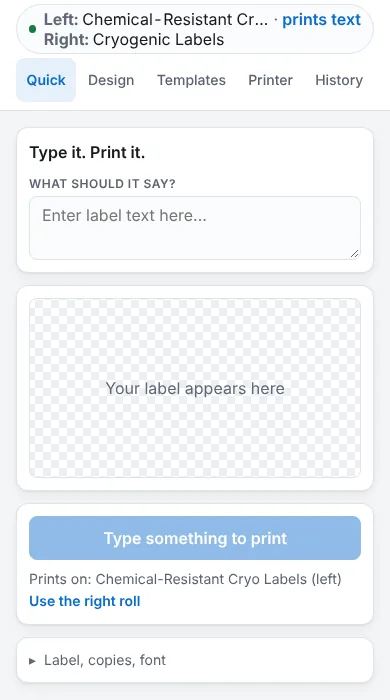 Left: Chemical-Resistant Cr... · prints text
Right: Cryogenic Labels
Quick Design Templates Printer History
Type it. Print it.
WHAT SHOULD IT SAY?
Enter label text here...
Your label appears here
Type something to print
Prints on: Chemical-Resistant Cryo Labels (left)
Use the right roll
▸ Label, copies, font